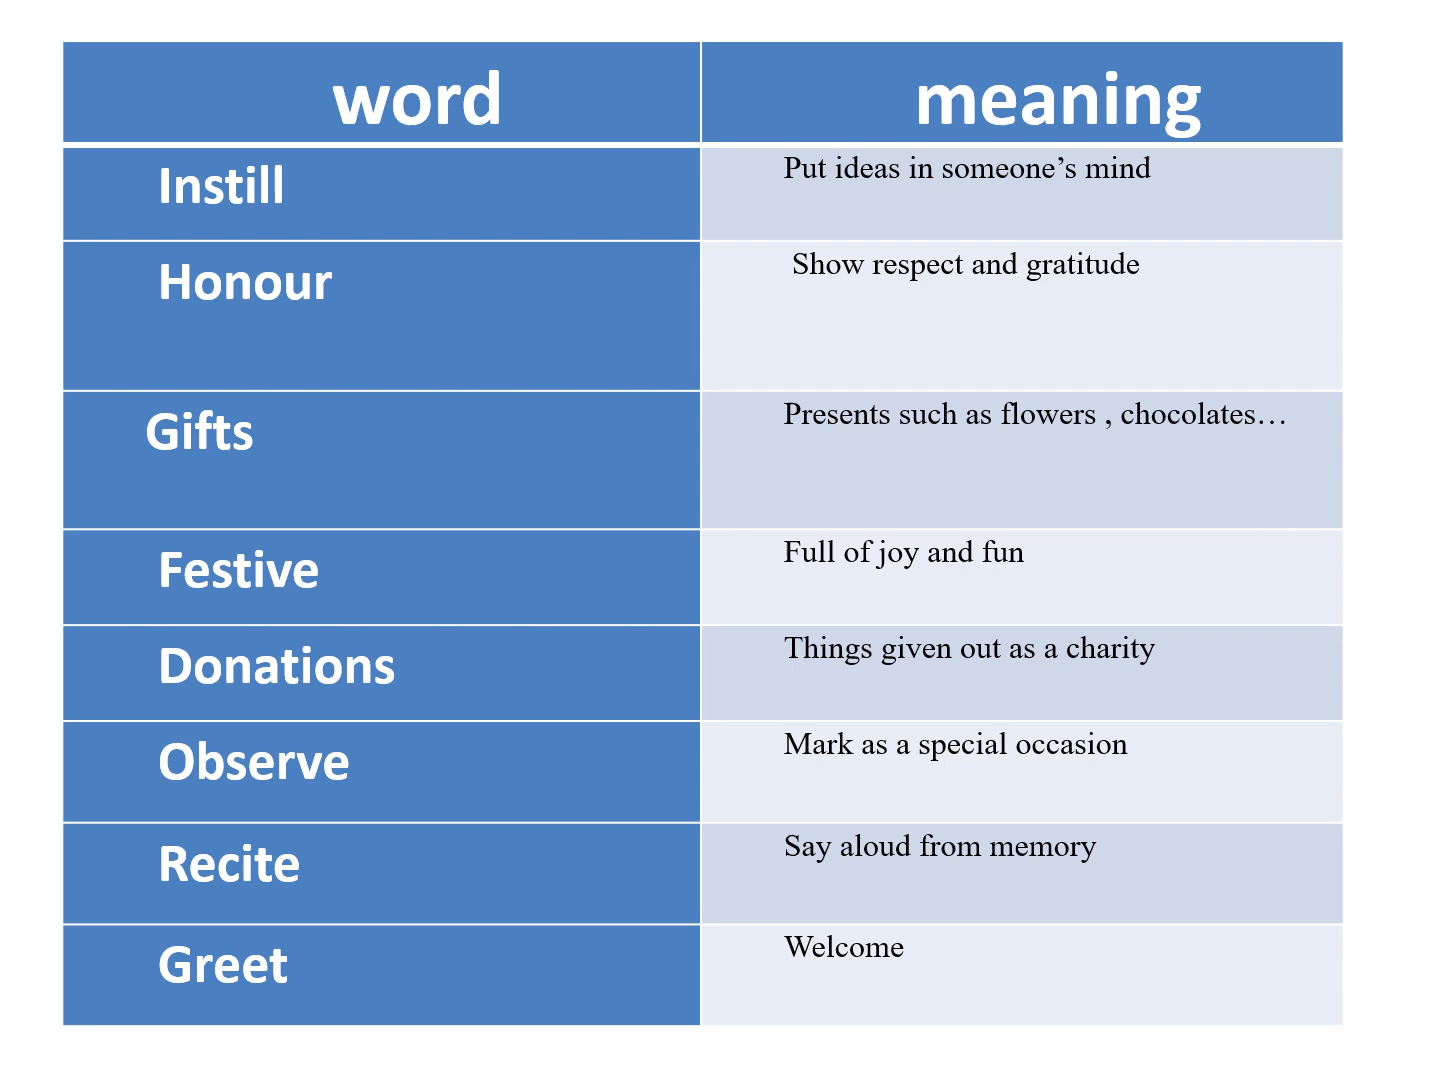 word meaning
Instill Put ideas in someone’s mind
Honour Show respect and gratitude
Gifts Presents such as flowers , chocolates…
Festive Full of joy and fun
Donations Things given out as a charity
Observe Mark as a special occasion
Recite Say aloud from memory
Greet Welcome